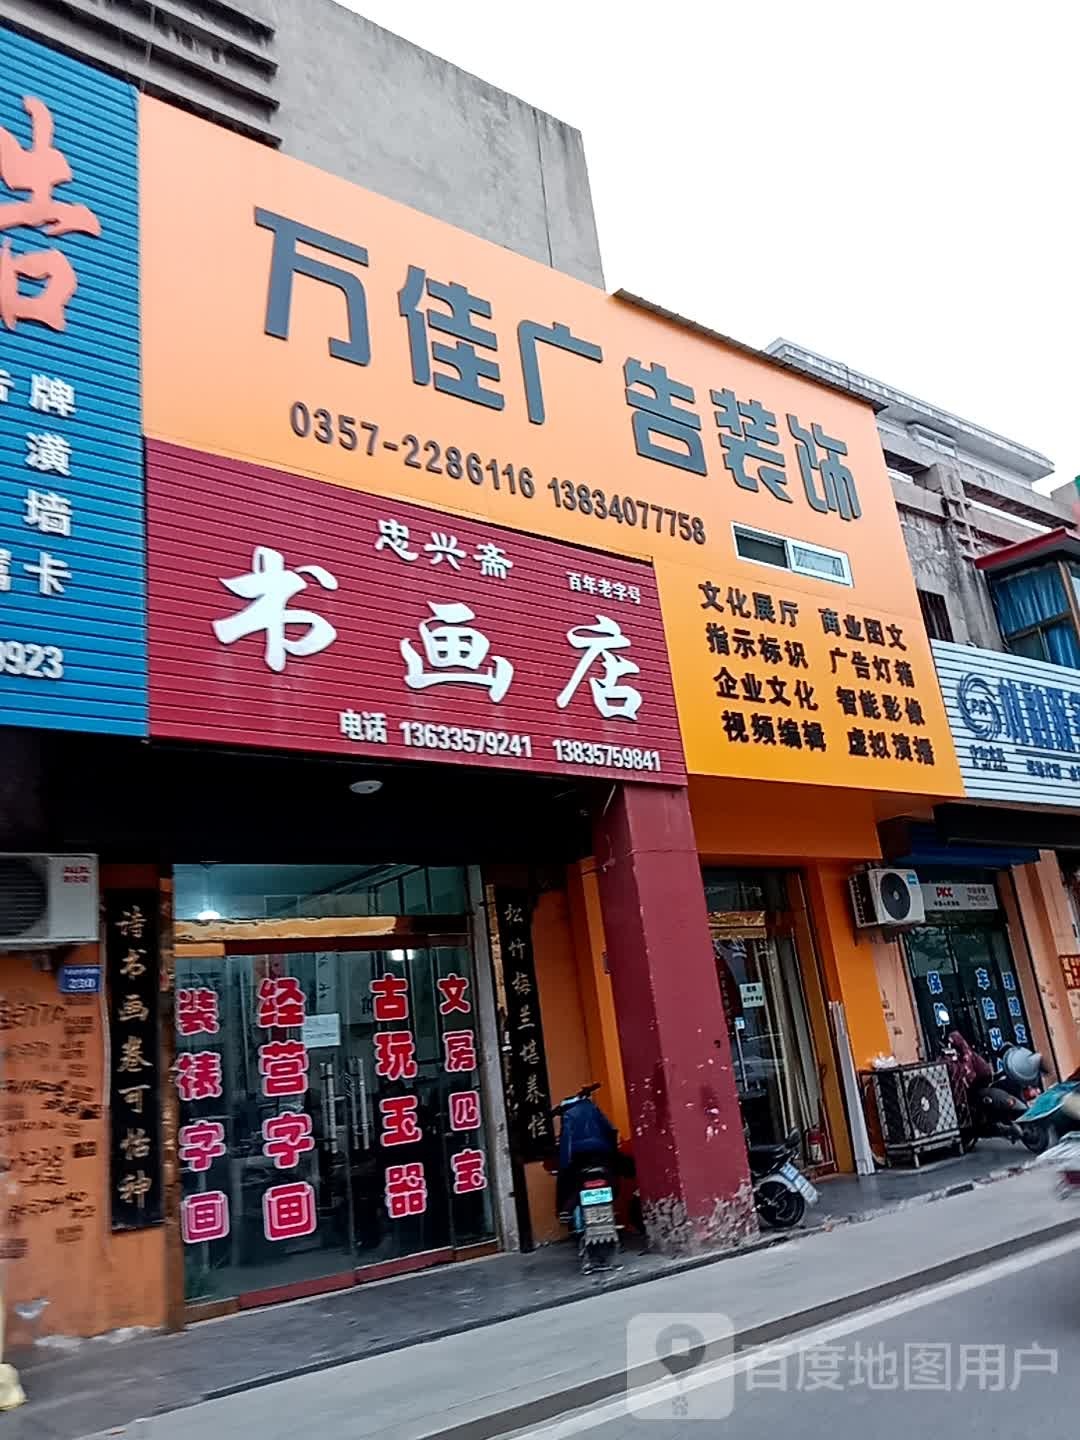 告
告牌
潢
墙
卡
0923
万佳广告装饰
0357-2286116 13834077758
忠兴斋 百年老字号
书画店
电话 13633579241 13835759841
文化展厅 商业图文
指示标识 广告灯箱
企业文化 智能影像
视频编辑 虚拟演播
诗书画卷可怡神
松竹梅兰堪养性
装裱字画
经营字画
古玩玉器
文房四宝
PICC
百度地图用户